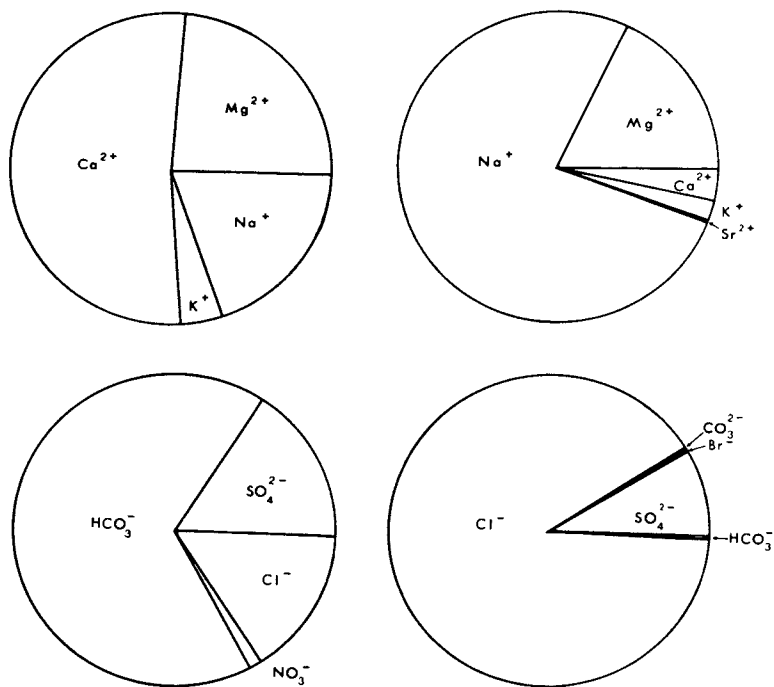 Ca²⁺
Mg²⁺
Na⁺
K⁺
Na⁺
Mg²⁺
Ca²⁺
K⁺
Sr²⁺
HCO₃⁻
SO₄²⁻
Cl⁻
NO₃⁻
Cl⁻
CO₃²⁻
Br⁻
SO₄²⁻
HCO₃⁻